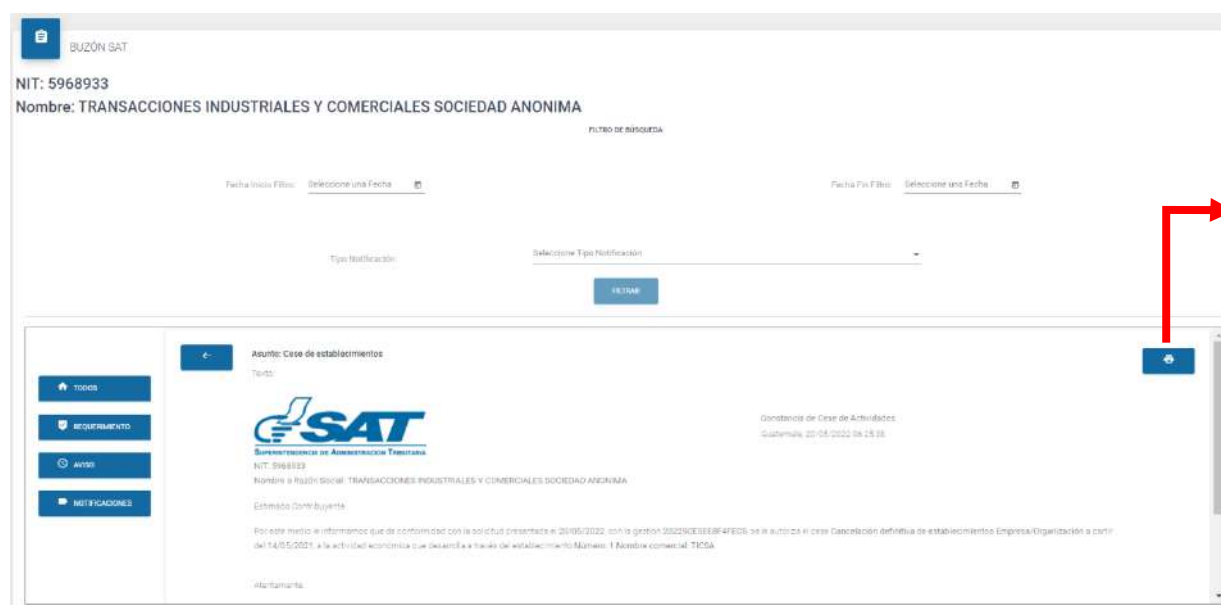 BUZÓN SAT
NIT: 5968933
Nombre: TRANSACCIONES INDUSTRIALES Y COMERCIALES SOCIEDAD ANONIMA
FILTRO DE BÚSQUEDA
Fecha Inicio Filtro: Seleccione una Fecha
Fecha Fin Filtro: Seleccione una Fecha
Tipo Notificación: Seleccione Tipo Notificación
FILTRAR
TODOS
REQUERIMIENTO
AVISO
NOTIFICACIONES
Asunto: Cese de establecimientos
Texto:
SAT
SUPERINTENDENCIA DE ADMINISTRACIÓN TRIBUTARIA
Constancia de Cese de Actividades.
Guatemala, 20/05/2022
NIT: 5968933
Nombre o Razón Social: TRANSACCIONES INDUSTRIALES Y COMERCIALES SOCIEDAD ANONIMA
Estimado Contribuyente:
Por este medio le informamos que de conformidad con la solicitud presentada el 20/05/2022, con la gestión se le autoriza el cese Cancelación definitiva de establecimientos Empresa/Organización a partir
del 14/05/2021, a la actividad económica que desarrolla a través del establecimiento Número: 1 Nombre comercial: TICSA
Atentamente.